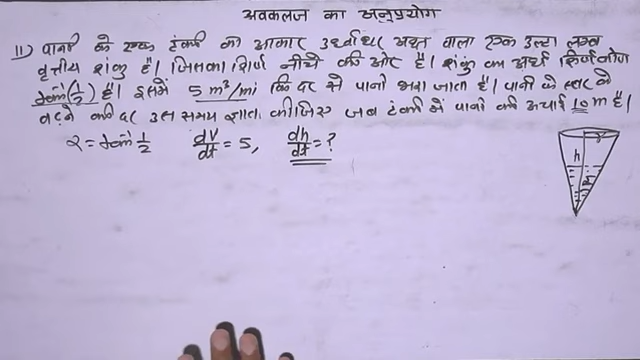 अवकलज का अनुप्रयोग
11) पानी के एक टंकी का आकार उर्ध्वाधर अक्ष वाला एक उल्टा लम्ब
वृत्तीय शंकु है। जिसका शिर्ष नीचे की ओर है। शंकु का अर्ध शिर्षकोण
tan⁻¹(1/2) है। इसमें 5 m³/mi कि दर से पानी भरा जाता है। पानी के स्तर के
बढ़ने की दर उस समय ज्ञात कीजिए जब टंकी में पानी की ऊचाई 10 m है।
α = tan⁻¹ 1/2 dV/dt = 5, dh/dt = ?
h